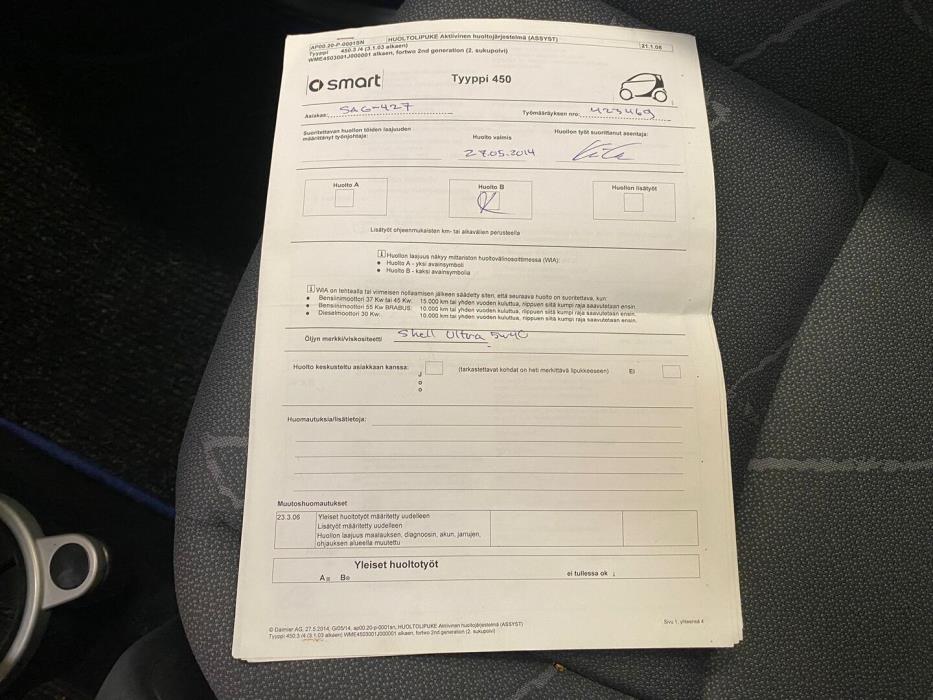 AP00.20-P-0001SN HUOLTOLIPUKE Aktiivinen huoltojärjestelmä (ASSYST) 21.1.08
Tyyppi 450.3 /4 (3.1.03 alkaen)
WME4503001J000001 alkaen, fortwo 2nd generation (2. sukupolvi)
smart Tyyppi 450
Asiakas: SAG-427 Työmääräyksen nro: 423469
Suoritettavan huollon töiden laajuuden
määrittänyt työnjohtaja:
Huolto valmis
Huollon työt suorittanut asentaja:
27.05.2014
Huolto A Huolto B Huollon lisätyöt
Lisätyöt ohjeenmukaisten km- tai aikavälien perusteella
i Huollon laajuus näkyy mittariston huoltovälinosoittimessa (WIA):
• Huolto A - yksi avainsymboli
• Huolto B - kaksi avainsymbolia
i WIA on tehtaalla tai viimeisen nollaamisen jälkeen säädetty siten, että seuraava huolto on suoritettava, kun:
• Bensiinimoottori 37 Kw tai 45 Kw: 15.000 km tai yhden vuoden kuluttua, riippuen siitä kumpi raja saavutetaan ensin.
• Bensiinimoottori 55 Kw BRABUS: 10.000 km tai yhden vuoden kuluttua, riippuen siitä kumpi raja saavutetaan ensin.
• Dieselmoottori 30 Kw: 10.000 km tai yhden vuoden kuluttua, riippuen siitä kumpi raja saavutetaan ensin.
Öljyn merkki/viskositeetti Shell Ultra 5w40
Huolto keskusteltu asiakkaan kanssa: J (tarkastettavat kohdat on heti merkittävä lipukkeeseen) Ei
o
o
Huomautuksia/lisätietoja:
Muutoshuomautukset
23.3.06 Yleiset huoltotyöt määritetty uudelleen
Lisätyöt määritetty uudelleen
Huollon laajuus maalauksen, diagnoosin, akun, jarrujen,
ohjauksen alueella muutettu
Yleiset huoltotyöt
A B ei tullessa ok ↓
© Daimler AG, 27.5.2014, G/05/14, ap00.20-p-0001sn, HUOLTOLIPUKE Aktiivinen huoltojärjestelmä (ASSYST)
Tyyppi 450.3 /4 (3.1.03 alkaen) WME4503001J000001 alkaen, fortwo 2nd generation (2. sukupolvi)
Sivu 1, yhteensä 4